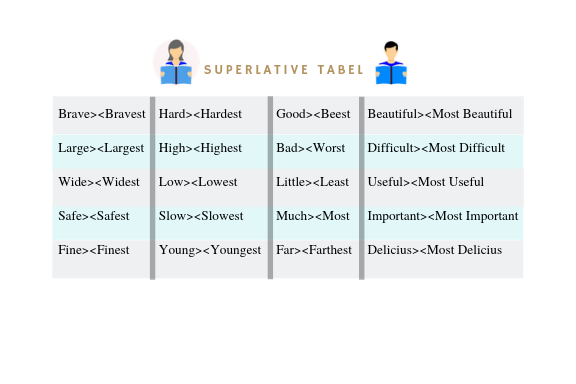 SUPERLATIVE TABEL
Brave><Bravest Hard><Hardest Good><Beest Beautiful><Most Beautiful
Large><Largest High><Highest Bad><Worst Difficult><Most Difficult
Wide><Widest Low><Lowest Little><Least Useful><Most Useful
Safe><Safest Slow><Slowest Much><Most Important><Most Important
Fine><Finest Young><Youngest Far><Farthest Delicius><Most Delicius